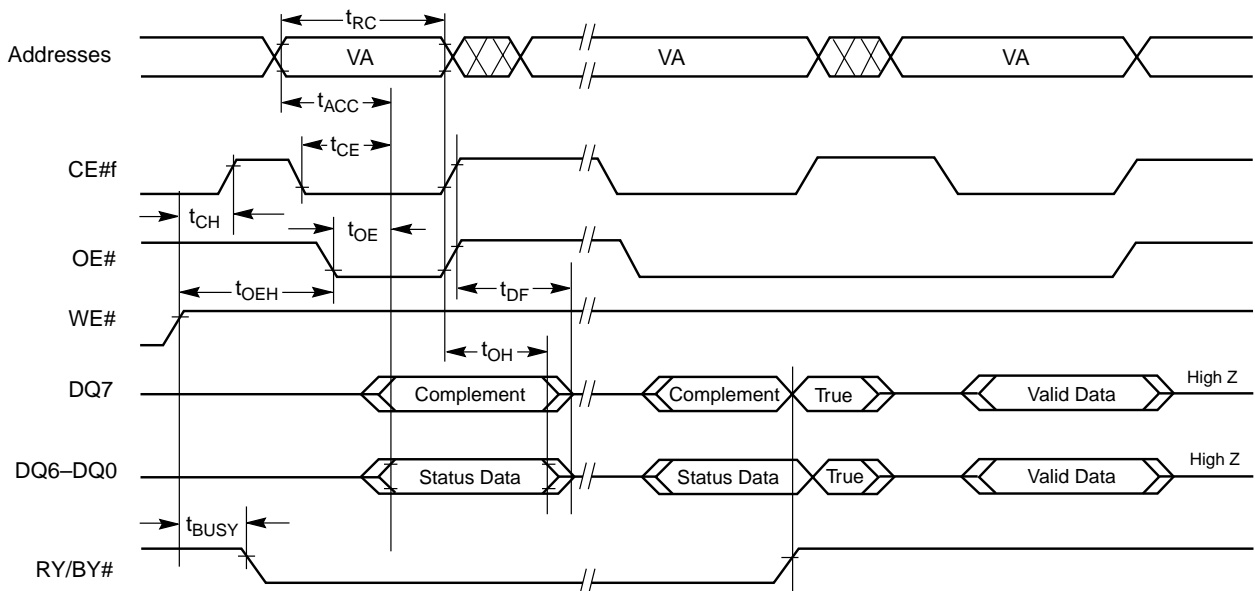 tRC
Addresses VA VA VA
tACC
tCE
CE#f
tCH tOE
OE#
tOEH tDF
WE#
tOH
DQ7 Complement Complement True Valid Data High Z
DQ6–DQ0 Status Data Status Data True Valid Data High Z
tBUSY
RY/BY#